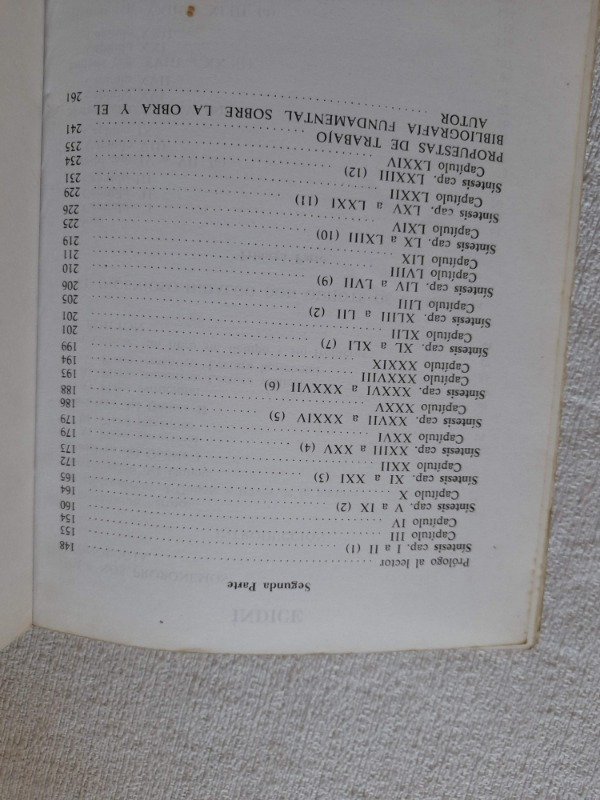 Segunda Parte
Prólogo al lector ........ 148
Síntesis cap. I a II (1) ........ 153
Capítulo III ........ 154
Capítulo IV ........ 160
Síntesis cap. V a IX (2) ........ 164
Capítulo X ........ 165
Síntesis cap. XI a XXI (3) ........ 172
Capítulo XXII ........ 173
Síntesis cap. XXIII a XXV (4) ........ 179
Capítulo XXVI ........ 179
Síntesis cap. XXVII a XXXIV (5) ........ 186
Capítulo XXXV ........ 188
Síntesis cap. XXXVI a XXXVII (6) ........ 193
Capítulo XXXVIII ........ 194
Capítulo XXXIX ........ 199
Síntesis cap. XL a XLI (7) ........ 201
Capítulo XLII ........ 201
Síntesis cap. XLIII a LII (2) ........ 205
Capítulo LIII ........ 206
Síntesis cap. LIV a LVII (9) ........ 210
Capítulo LVIII ........ 211
Capítulo LIX ........ 219
Síntesis cap. LX a LXIII (10) ........ 225
Capítulo LXIV ........ 226
Síntesis cap. LXV a LXXI (11) ........ 229
Capítulo LXXII ........ 231
Síntesis cap. LXXIII (12) ........ 234
Capítulo LXXIV ........ 235
PROPUESTAS DE TRABAJO ........ 241
BIBLIOGRAFIA FUNDAMENTAL SOBRE LA OBRA Y EL
AUTOR ........ 261